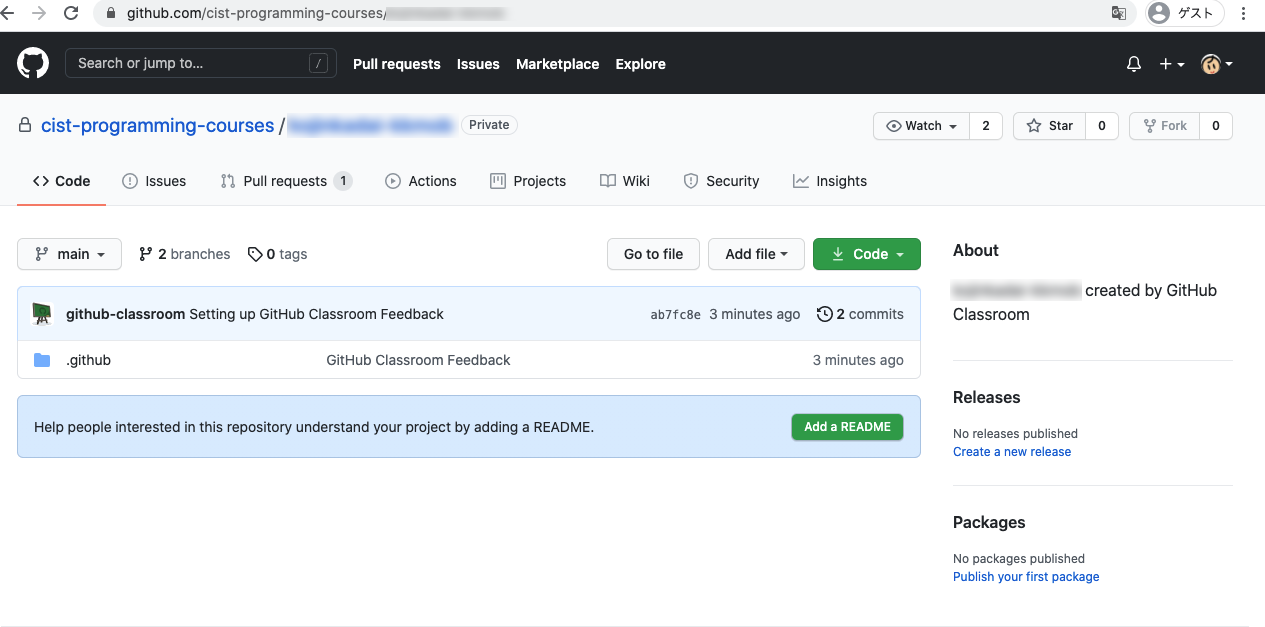 github.com/cist-programming-courses/
ゲスト
Search or jump to... /
Pull requests Issues Marketplace Explore
cist-programming-courses / Private
Watch 2 Star 0 Fork 0
Code Issues Pull requests 1 Actions Projects Wiki Security Insights
main 2 branches 0 tags Go to file Add file Code
github-classroom Setting up GitHub Classroom Feedback ab7fc8e 3 minutes ago 2 commits
.github GitHub Classroom Feedback 3 minutes ago
Help people interested in this repository understand your project by adding a README. Add a README
About
created by GitHub
Classroom
Releases
No releases published
Create a new release
Packages
No packages published
Publish your first package